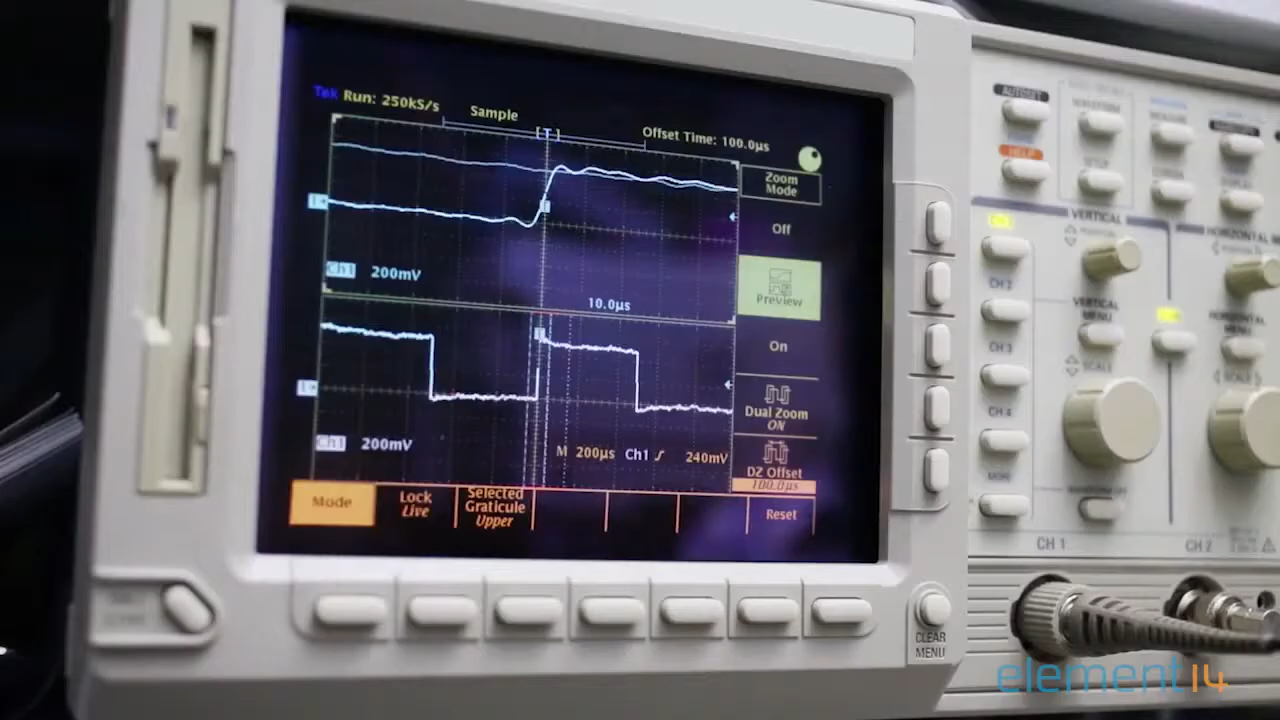 Tek Run: 250kS/s
Sample
[T]
Offset Time: 100.0µs
Zoom
Mode
Off
Preview
On
Dual Zoom
ON
DZ Offset
100.0µs
1
Ch1 200mV
10.0µs
T
1
Ch1 200mV
M 200µs Ch1 240mV
Mode
Lock
Live
Selected
Graticule
Upper
Reset
CLEAR
MENU
AUTOSET
HELP
VERTICAL
HORIZONTAL
CH 2
VERTICAL
MENU
HORIZONTAL
MENU
CH 3
SCALE
SCALE
CH 4
CH 1
CH 2
element14